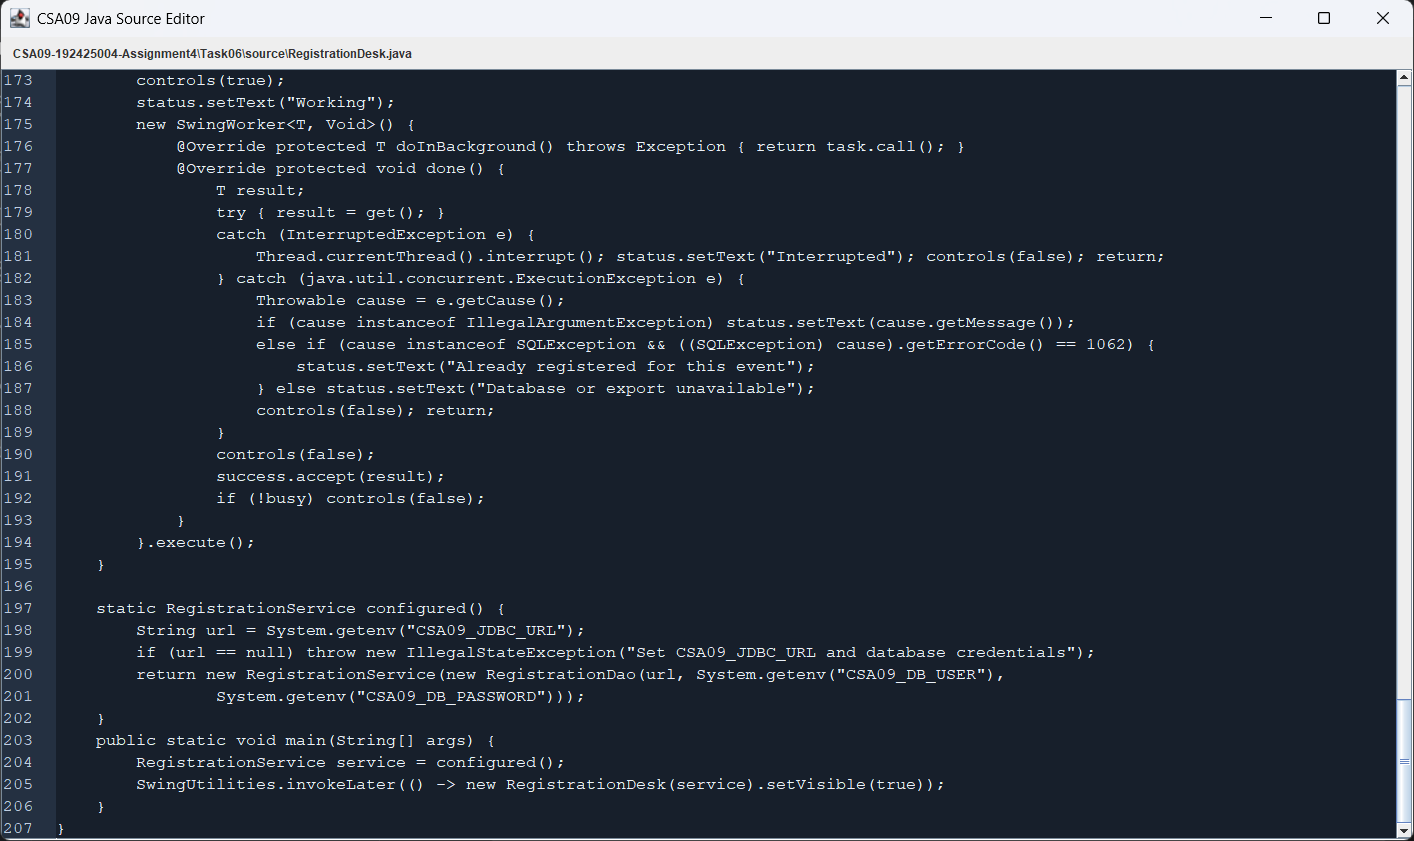 CSA09 Java Source Editor
CSA09-192425004-Assignment4\Task06\source\RegistrationDesk.java
173         controls(true);
174         status.setText("Working");
175         new SwingWorker<T, Void>() {
176             @Override protected T doInBackground() throws Exception { return task.call(); }
177             @Override protected void done() {
178                 T result;
179                 try { result = get(); }
180                 catch (InterruptedException e) {
181                     Thread.currentThread().interrupt(); status.setText("Interrupted"); controls(false); return;
182                 } catch (java.util.concurrent.ExecutionException e) {
183                     Throwable cause = e.getCause();
184                     if (cause instanceof IllegalArgumentException) status.setText(cause.getMessage());
185                     else if (cause instanceof SQLException && ((SQLException) cause).getErrorCode() == 1062) {
186                         status.setText("Already registered for this event");
187                     } else status.setText("Database or export unavailable");
188                     controls(false); return;
189                 }
190                 controls(false);
191                 success.accept(result);
192                 if (!busy) controls(false);
193             }
194         }.execute();
195     }
196
197     static RegistrationService configured() {
198         String url = System.getenv("CSA09_JDBC_URL");
199         if (url == null) throw new IllegalStateException("Set CSA09_JDBC_URL and database credentials");
200         return new RegistrationService(new RegistrationDao(url, System.getenv("CSA09_DB_USER"),
201                 System.getenv("CSA09_DB_PASSWORD")));
202     }
203     public static void main(String[] args) {
204         RegistrationService service = configured();
205         SwingUtilities.invokeLater(() -> new RegistrationDesk(service).setVisible(true));
206     }
207 }